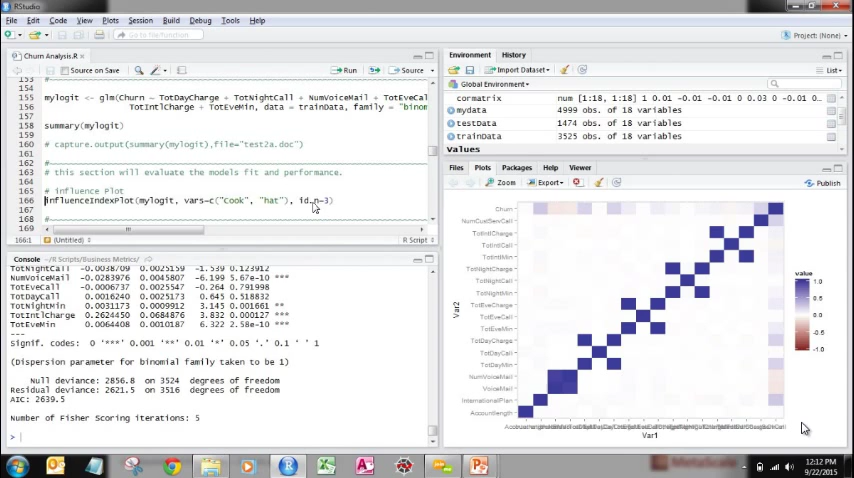 RStudio
File Edit Code View Plots Session Build Debug Tools Help
Go to file/function
Project: (None)
Churn Analysis.R
Source on Save
Run
Source
153
154
155 mylogit <- glm(Churn ~ TotDayCharge + TotNightCall + NumVoiceMail + TotEveCal
156 TotIntlCharge + TotEveMin, data = trainData, family = "binom
157
158 summary(mylogit)
159
160 # capture.output(summary(mylogit),file="test2a.doc")
161
162 #
163 # this section will evaluate the models fit and performance.
164
165 # influence Plot
166 influenceIndexPlot(mylogit, vars=c("Cook", "hat"), id.n=3)
167
168 #
169
166:1 (Untitled) R Script
Console ~/R Scripts/Business Metrics/
TotNightCall -0.0038709 0.0025159 -1.539 0.123912
NumVoiceMail -0.0283976 0.0045807 -6.199 5.67e-10 ***
TotEveCall -0.0006737 0.0025547 -0.264 0.791998
TotDayCall 0.0016240 0.0025173 0.645 0.518832
TotNightMin 0.0031173 0.0009912 3.145 0.001661 **
TotIntlCharge 0.2624450 0.0684876 3.832 0.000127 ***
TotEveMin 0.0064408 0.0010187 6.322 2.58e-10 ***
---
Signif. codes: 0 '***' 0.001 '**' 0.01 '*' 0.05 '.' 0.1 ' ' 1
(Dispersion parameter for binomial family taken to be 1)
Null deviance: 2856.8 on 3524 degrees of freedom
Residual deviance: 2621.5 on 3516 degrees of freedom
AIC: 2639.5
Number of Fisher Scoring iterations: 5
>
Environment History
Import Dataset
List
Global Environment
cormatrix num [1:18, 1:18] 1 0.01 -0.01 -0.01 0 0.03 0 -0.01 0...
mydata 4999 obs. of 18 variables
testData 1474 obs. of 18 variables
trainData 3525 obs. of 18 variables
Values
Files Plots Packages Help Viewer
Zoom Export Publish
Churn
NumCustServCall
TotIntlCharge
TotIntlCall
TotIntlMin
TotNightCharge
TotNightCall
TotNightMin
TotEveCharge
TotEveCall
TotEveMin
TotDayCharge
TotDayCall
TotDayMin
NumVoiceMail
VoiceMail
InternationalPlan
Accountlength
Var2
Var1
value
1.0
0.5
0.0
-0.5
-1.0
MetaScale
12:12 PM
9/22/2015